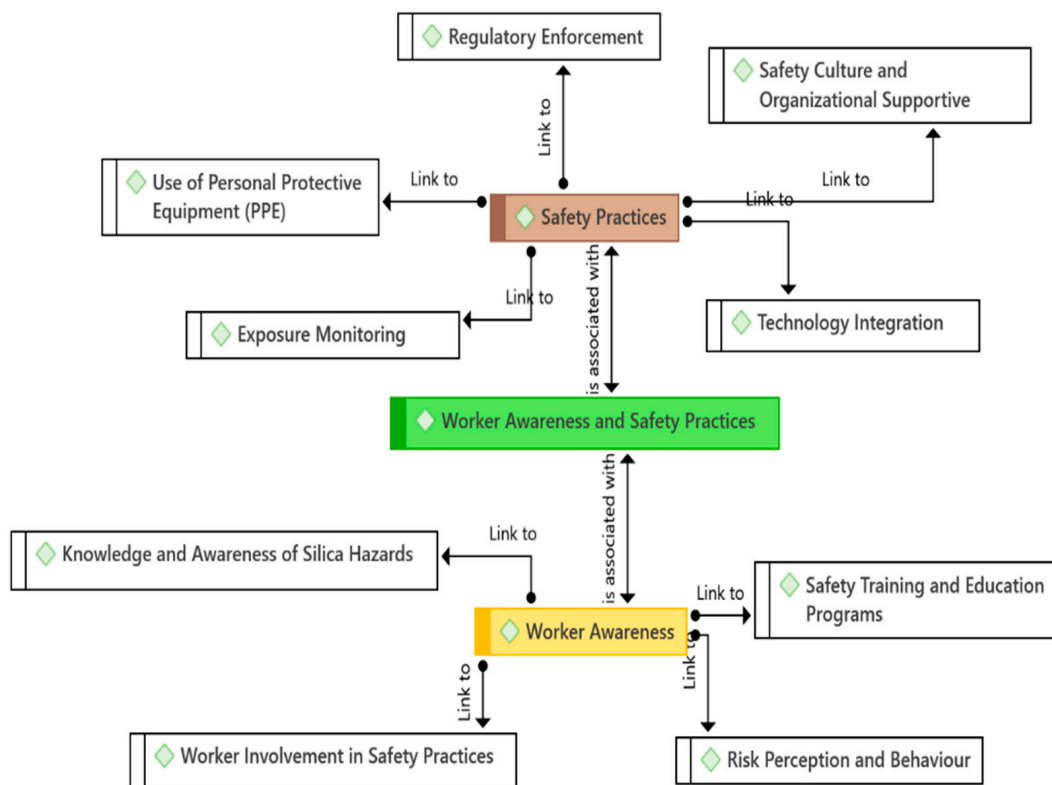 Regulatory Enforcement
Safety Culture and
Organizational Supportive
Link to
Use of Personal Protective
Equipment (PPE)
Link to
Link to
Link to
Safety Practices
Link to
Exposure Monitoring
is associated with
Technology Integration
Worker Awareness and Safety Practices
is associated with
Knowledge and Awareness of Silica Hazards
Link to
Safety Training and Education
Programs
Link to
Worker Awareness
Link to
Link to
Worker Involvement in Safety Practices
Risk Perception and Behaviour